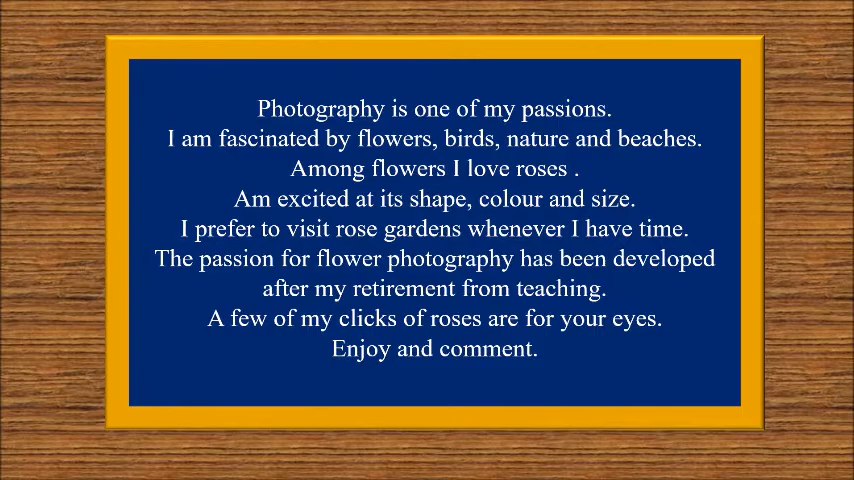 Photography is one of my passions.
I am fascinated by flowers, birds, nature and beaches.
Among flowers I love roses .
Am excited at its shape, colour and size.
I prefer to visit rose gardens whenever I have time.
The passion for flower photography has been developed
after my retirement from teaching.
A few of my clicks of roses are for your eyes.
Enjoy and comment.